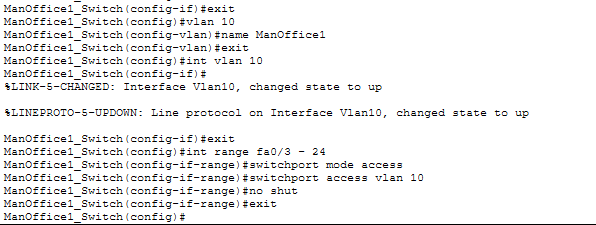 ManOffice1_Switch(config-if)#exit
ManOffice1_Switch(config)#vlan 10
ManOffice1_Switch(config-vlan)#name ManOffice1
ManOffice1_Switch(config-vlan)#exit
ManOffice1_Switch(config)#int vlan 10
ManOffice1_Switch(config-if)#
%LINK-5-CHANGED: Interface Vlan10, changed state to up
%LINEPROTO-5-UPDOWN: Line protocol on Interface Vlan10, changed state to up
ManOffice1_Switch(config-if)#exit
ManOffice1_Switch(config)#int range fa0/3 - 24
ManOffice1_Switch(config-if-range)#switchport mode access
ManOffice1_Switch(config-if-range)#switchport access vlan 10
ManOffice1_Switch(config-if-range)#no shut
ManOffice1_Switch(config-if-range)#exit
ManOffice1_Switch(config)#